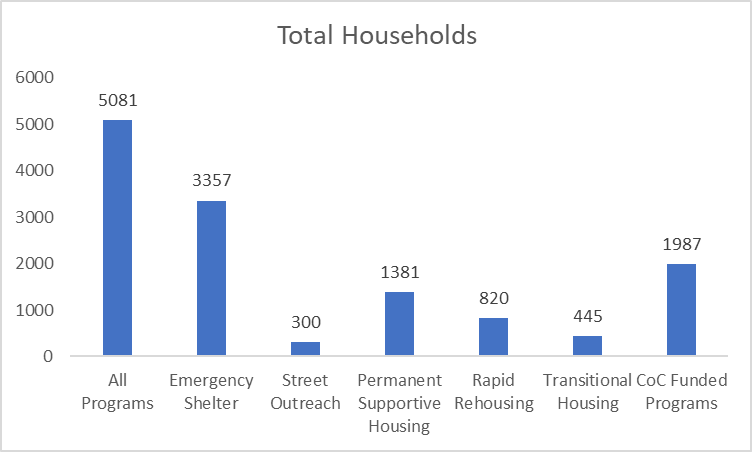 Total Households
6000
5000
4000
3000
2000
1000
0
5081
3357
300
1381
820
445
1987
All
Programs
Emergency
Shelter
Street
Outreach
Permanent
Supportive
Housing
Rapid
Rehousing
Transitional
Housing
CoC Funded
Programs